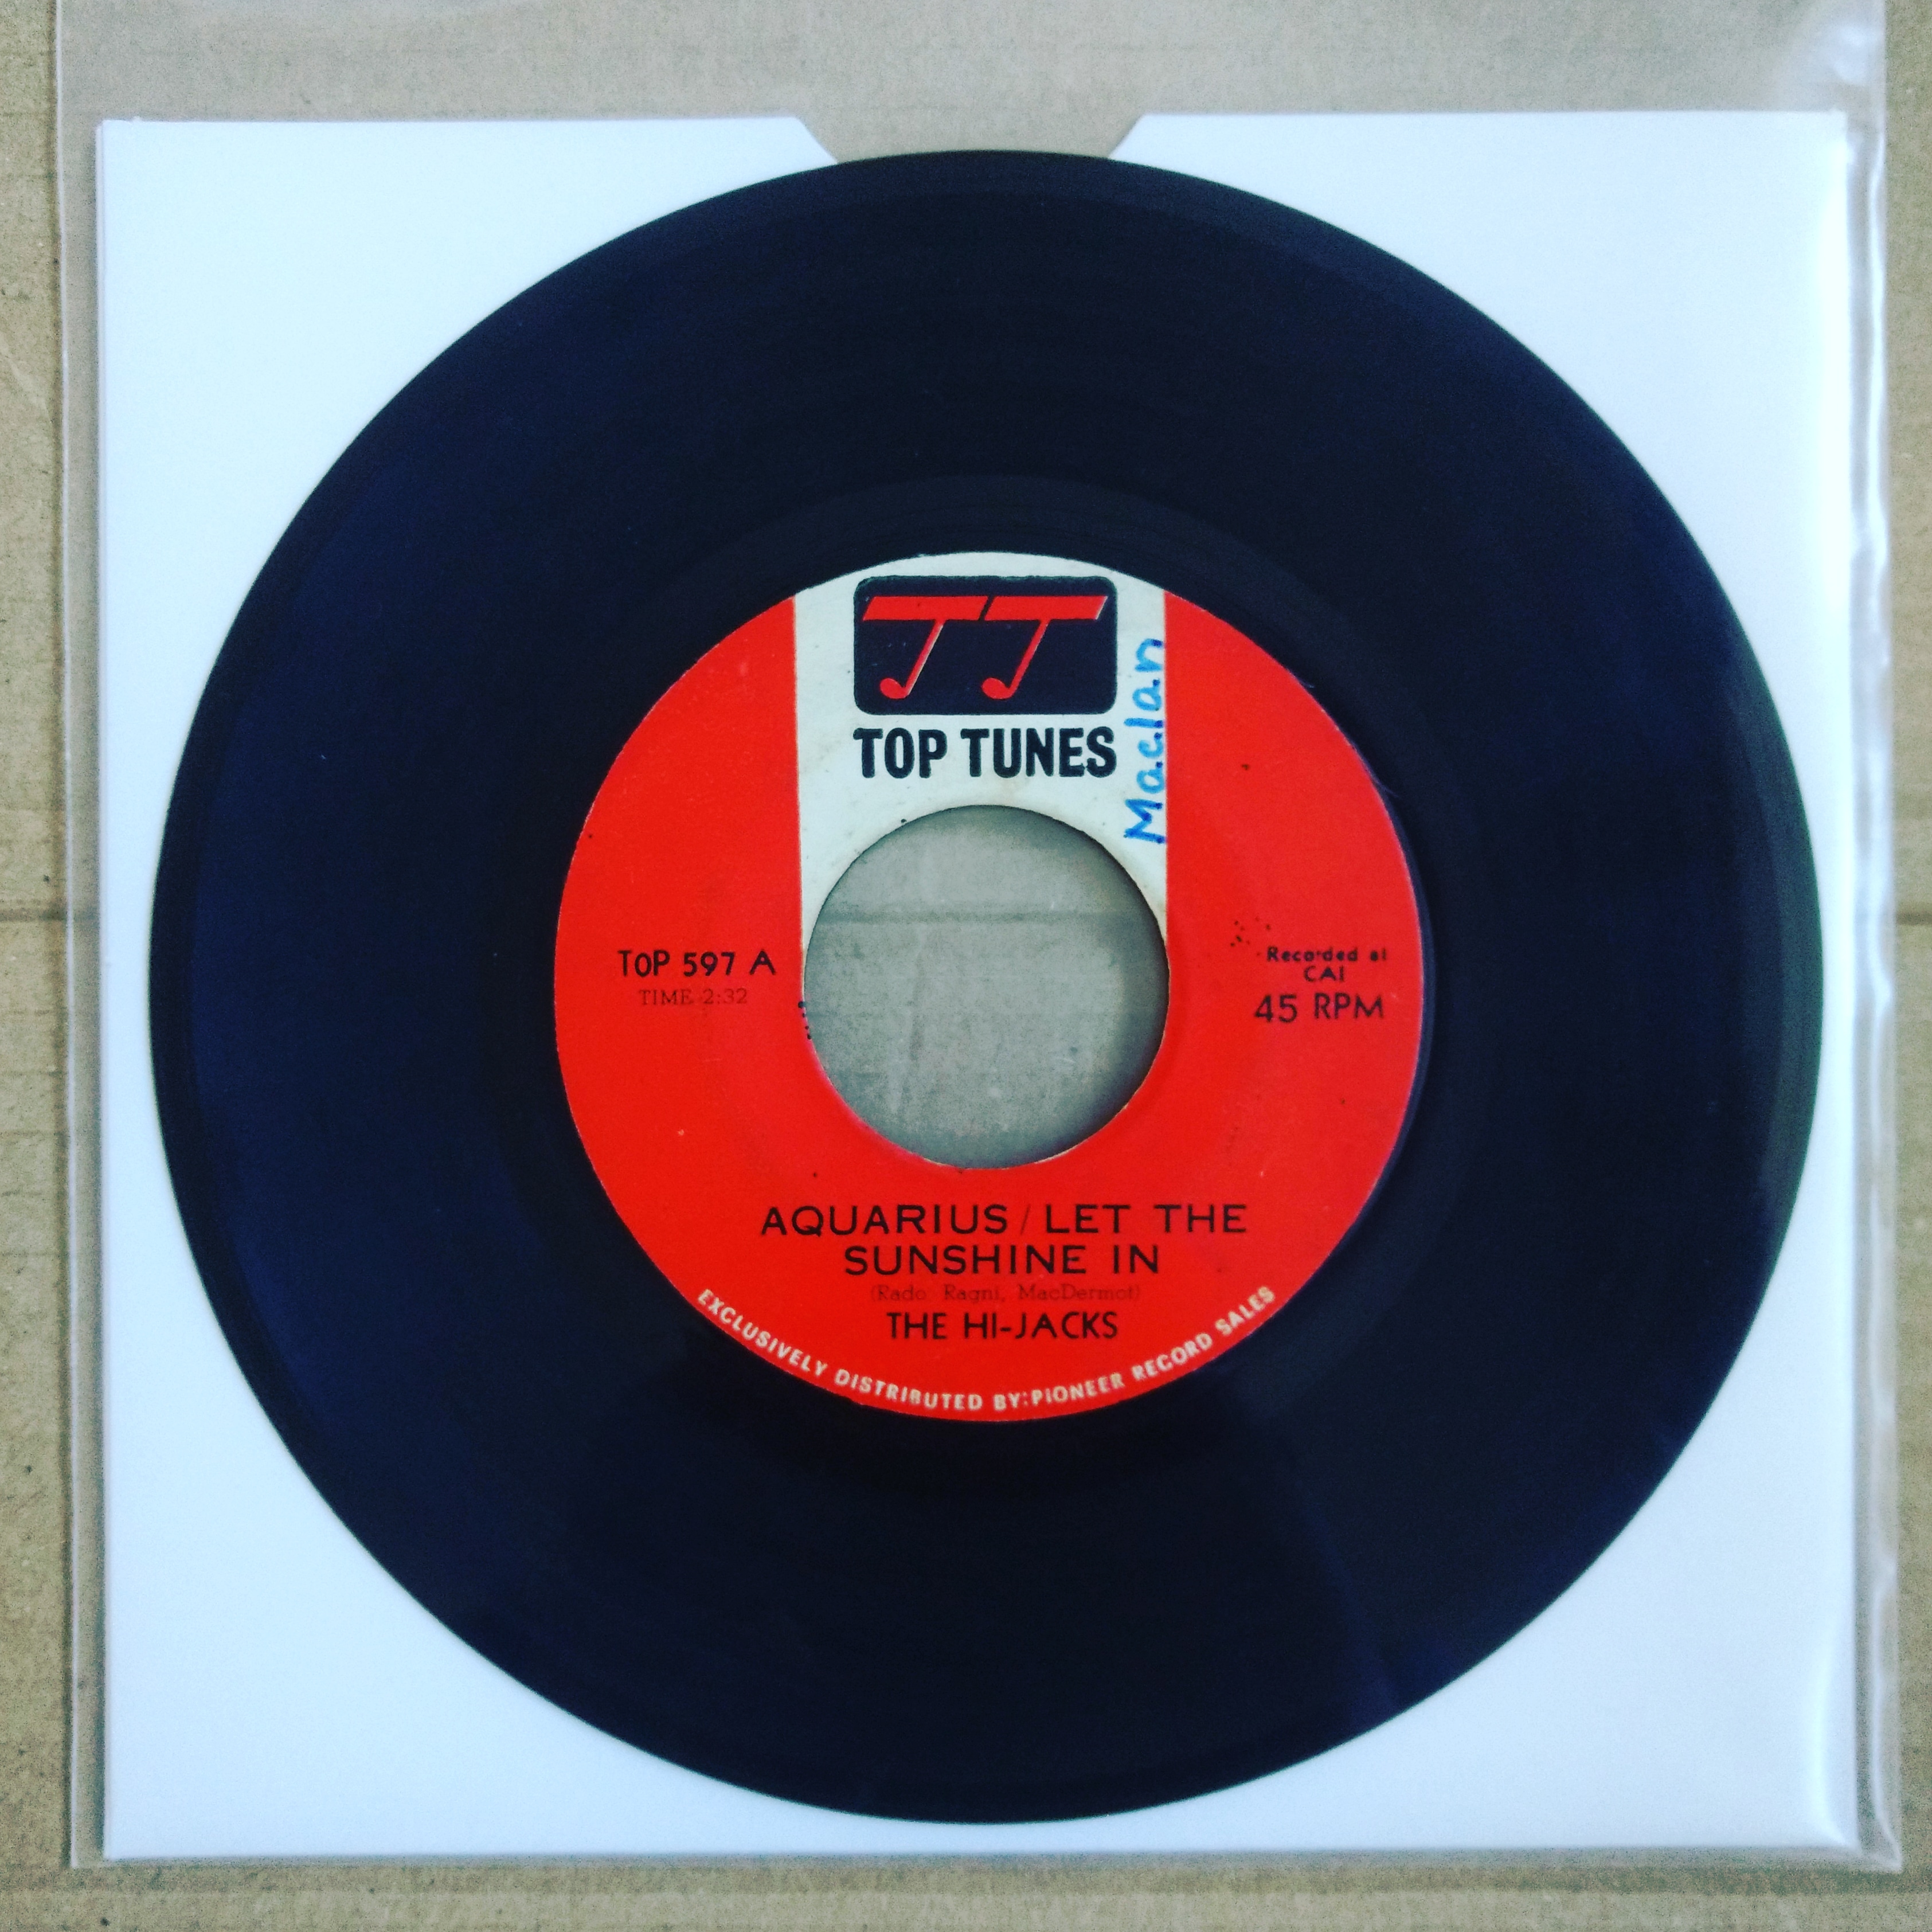 TT
TOP TUNES
Maclan
TOP 597 A
TIME 2:32
Recorded at
CAI
45 RPM
AQUARIUS / LET THE
SUNSHINE IN
(Rado, Ragni, MacDermot)
THE HI-JACKS
EXCLUSIVELY DISTRIBUTED BY: PIONEER RECORD SALES